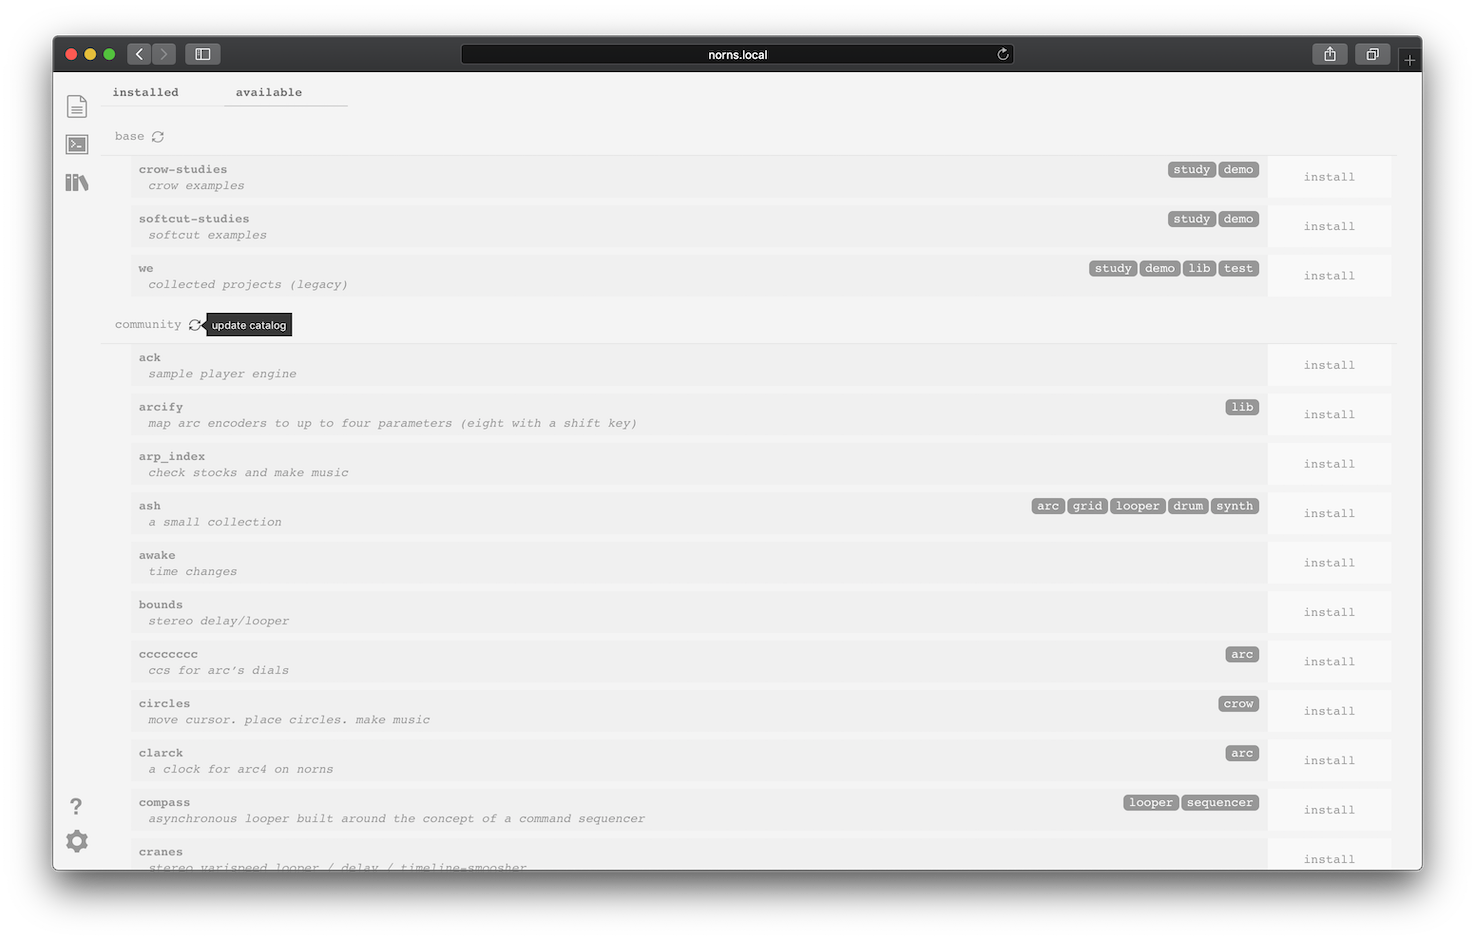 norns.local
installed available
base
crow-studies study demo install
crow examples
softcut-studies study demo install
softcut examples
we study demo lib test install
collected projects (legacy)
community update catalog
ack install
sample player engine
arcify lib install
map arc encoders to up to four parameters (eight with a shift key)
arp_index install
check stocks and make music
ash arc grid looper drum synth install
a small collection
awake install
time changes
bounds install
stereo delay/looper
cccccccc arc install
ccs for arc's dials
circles crow install
move cursor. place circles. make music
clarck arc install
a clock for arc4 on norns
compass looper sequencer install
asynchronous looper built around the concept of a command sequencer
cranes install
stereo varispeed looper / delay / timeline-smoosher
?